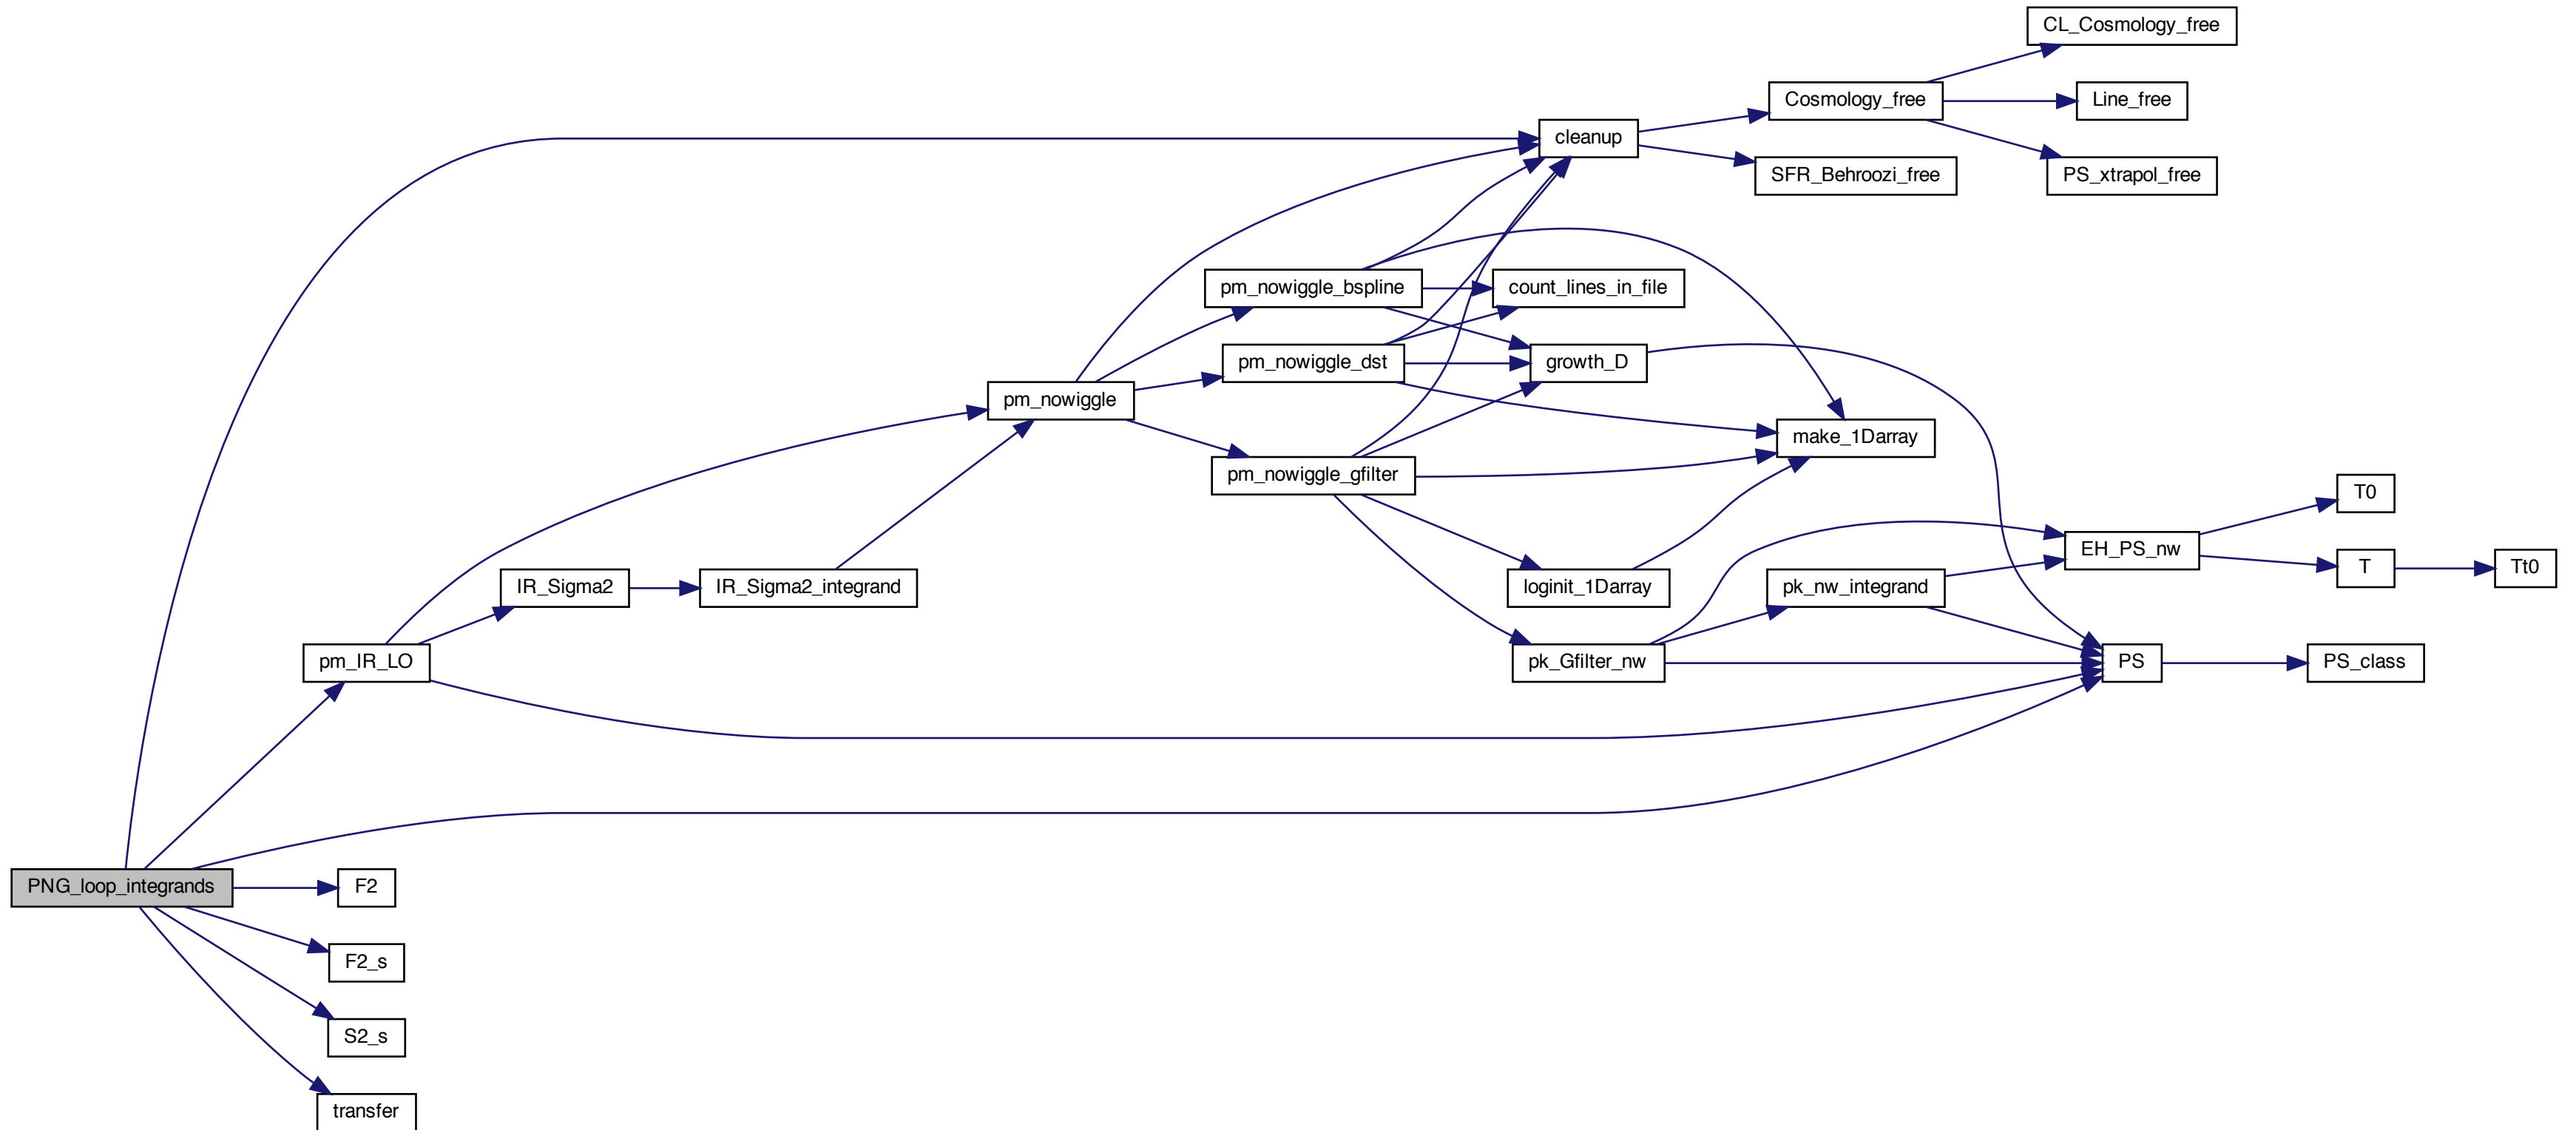 CL_Cosmology_free
Cosmology_free
Line_free
cleanup
SFR_Behroozi_free
PS_xtrapol_free
pm_nowiggle_bspline
count_lines_in_file
pm_nowiggle_dst
growth_D
pm_nowiggle
make_1Darray
pm_nowiggle_gfilter
T0
EH_PS_nw
T
Tt0
IR_Sigma2
IR_Sigma2_integrand
loginit_1Darray
pk_nw_integrand
pm_IR_LO
pk_Gfilter_nw
PS
PS_class
PNG_loop_integrands
F2
F2_s
S2_s
transfer